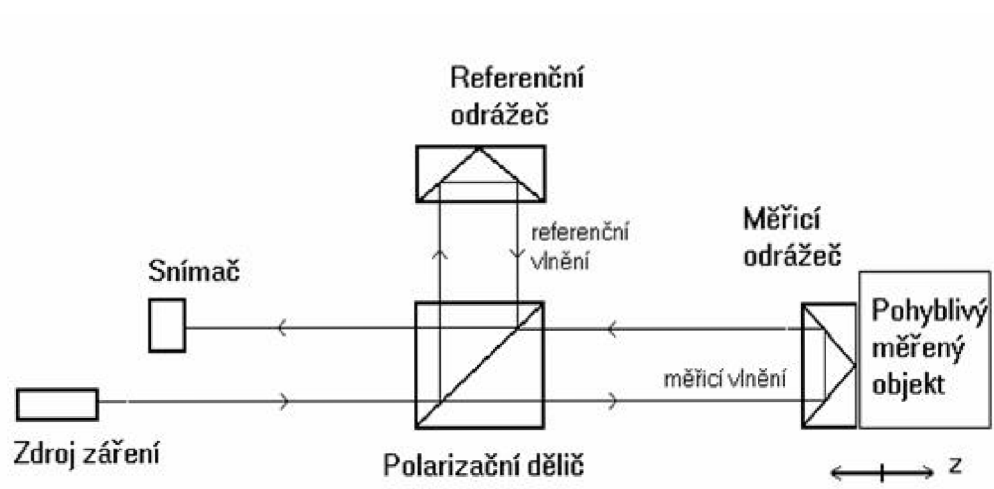 Referenční
odrážeč
referenční
vlnění
Měřicí
odrážeč
Snímač
Pohyblivý
měřený
objekt
měřicí vlnění
Zdroj záření
Polarizační dělič
z